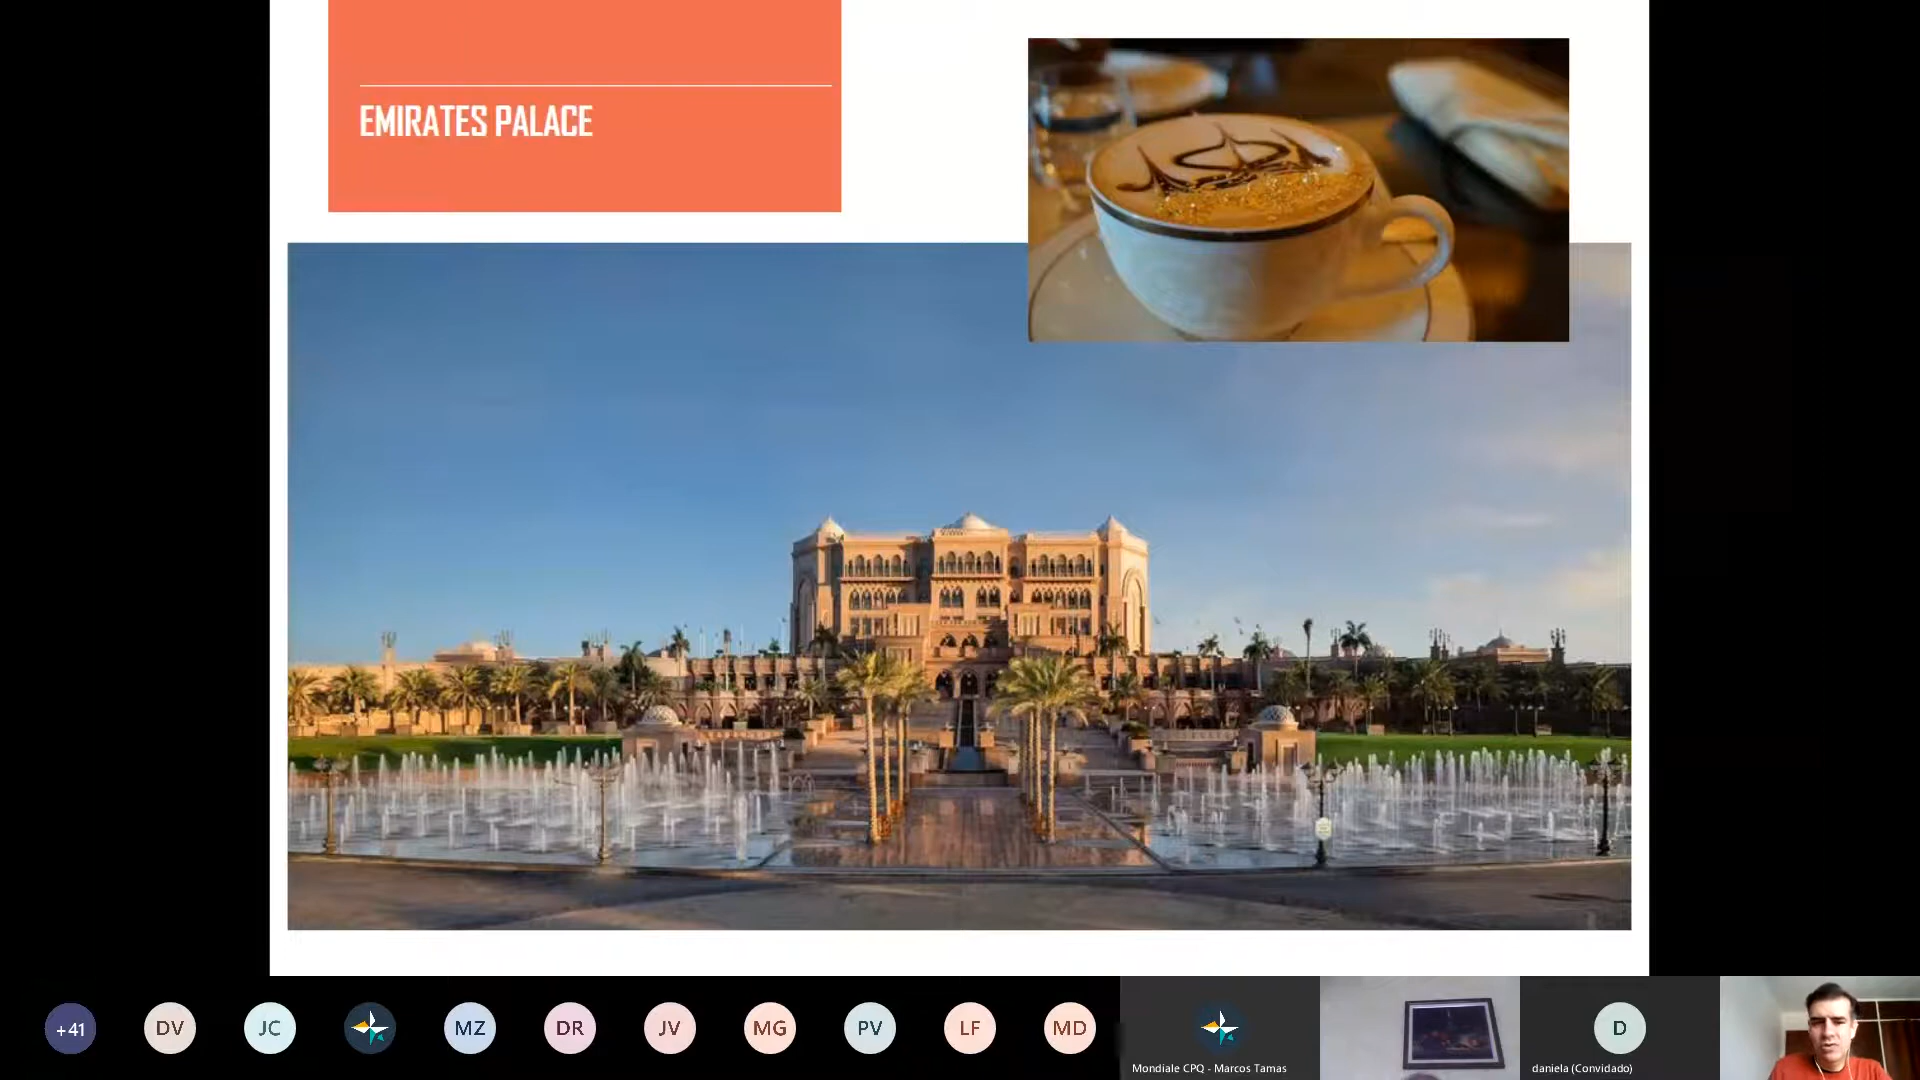 EMIRATES PALACE
+41
DV
JC
MZ
DR
JV
MG
PV
LF
MD
D
Mondiale CPQ - Marcos Tamas
daniela (Convidado)